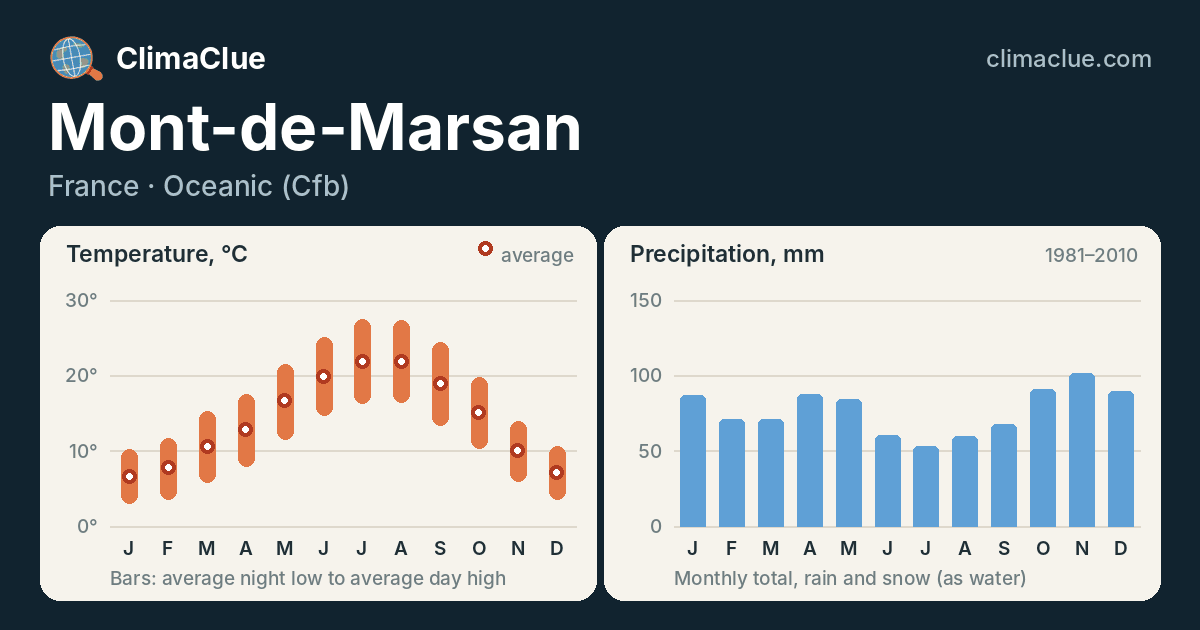 ClimaClue
climaclue.com
Mont-de-Marsan
France · Oceanic (Cfb)
Temperature, °C
average
30°
20°
10°
0°
J F M A M J J A S O N D
Bars: average night low to average day high
Precipitation, mm
1981–2010
150
100
50
0
J F M A M J J A S O N D
Monthly total, rain and snow (as water)